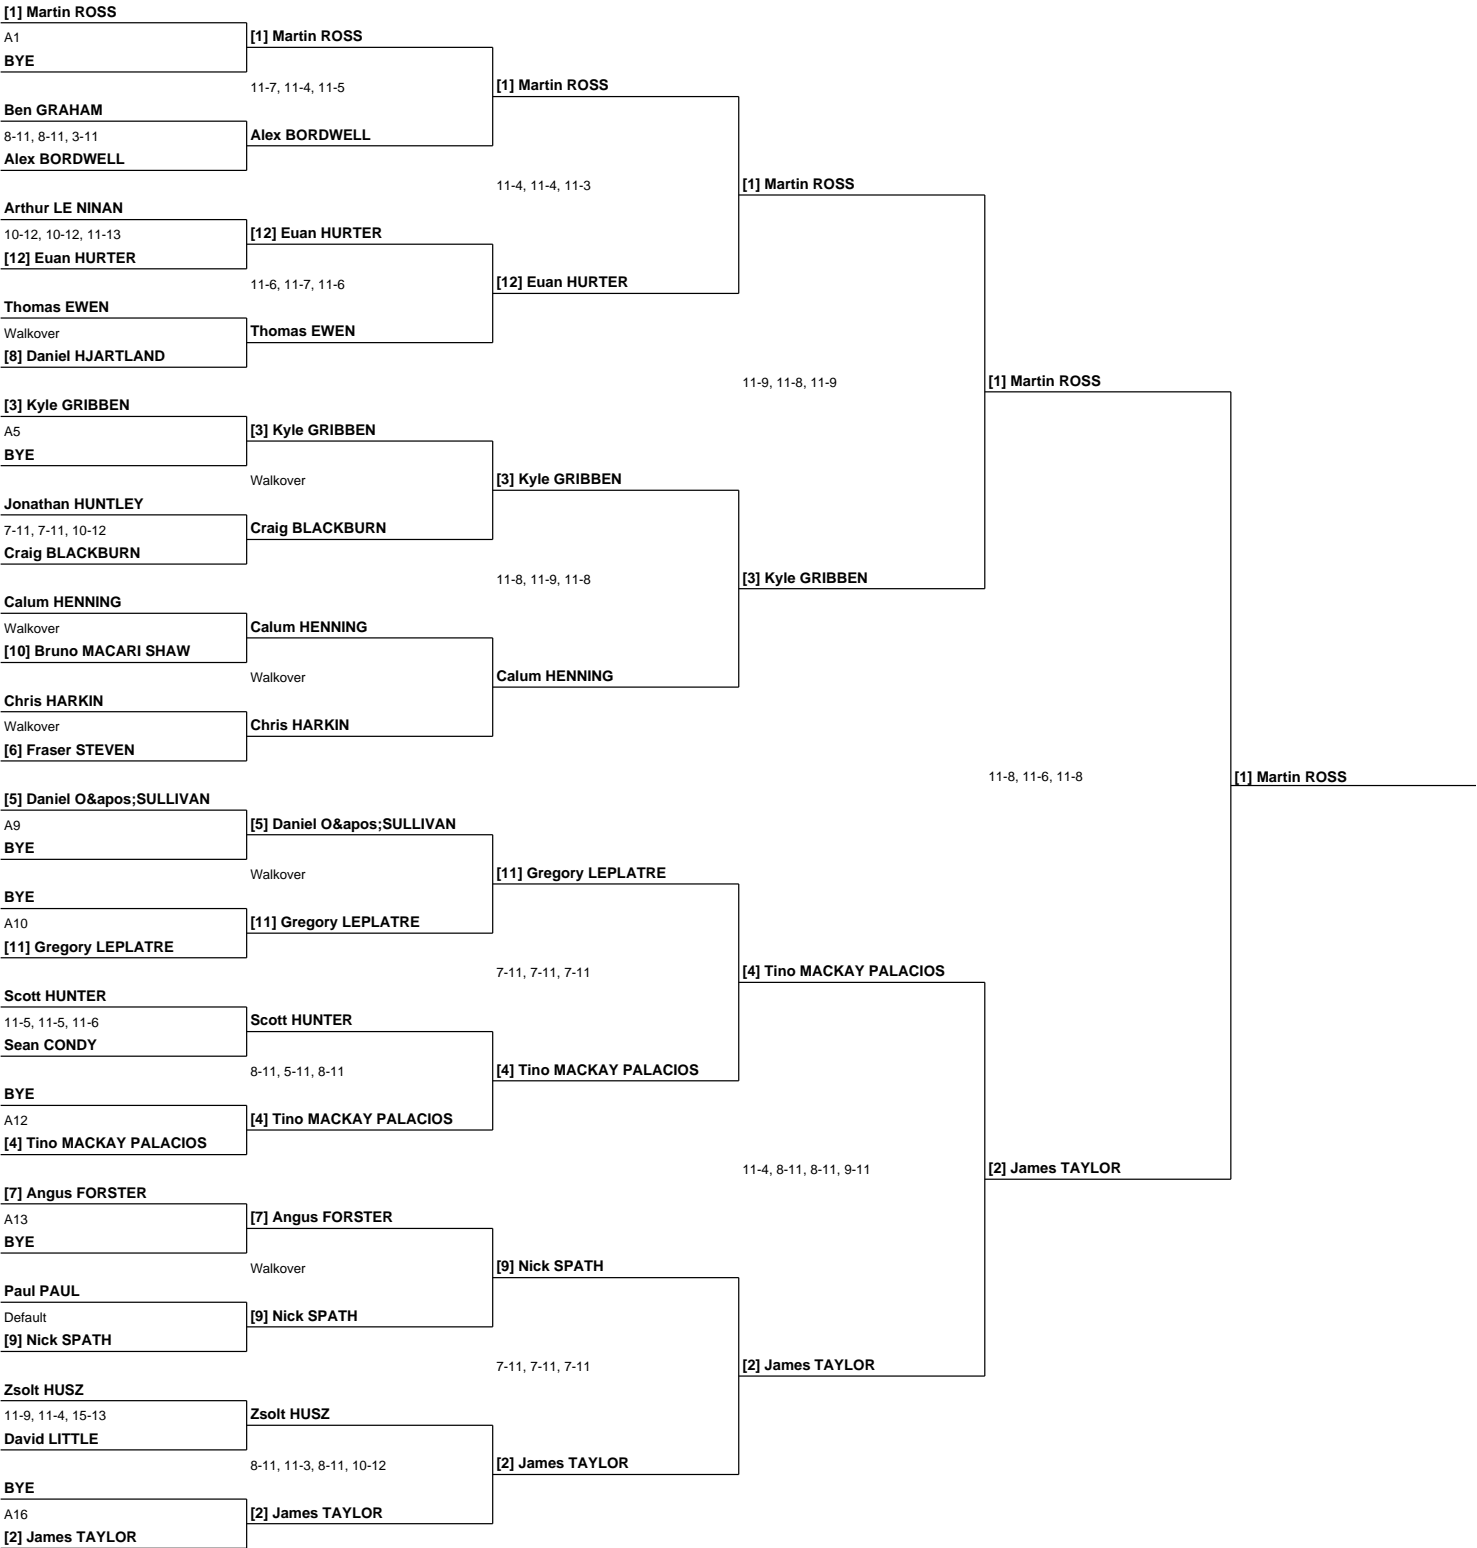 [1] Martin ROSS
A1
BYE
Ben GRAHAM
8-11, 8-11, 3-11
Alex BORDWELL
Arthur LE NINAN
10-12, 10-12, 11-13
[12] Euan HURTER
Thomas EWEN
Walkover
[8] Daniel HJARTLAND
[3] Kyle GRIBBEN
A5
BYE
Jonathan HUNTLEY
7-11, 7-11, 10-12
Craig BLACKBURN
Calum HENNING
Walkover
[10] Bruno MACARI SHAW
Chris HARKIN
Walkover
[6] Fraser STEVEN
[5] Daniel O&apos;SULLIVAN
A9
BYE
BYE
A10
[11] Gregory LEPLATRE
Scott HUNTER
11-5, 11-5, 11-6
Sean CONDY
BYE
A12
[4] Tino MACKAY PALACIOS
[7] Angus FORSTER
A13
BYE
Paul PAUL
Default
[9] Nick SPATH
Zsolt HUSZ
11-9, 11-4, 15-13
David LITTLE
BYE
A16
[2] James TAYLOR
[1] Martin ROSS
11-7, 11-4, 11-5
Alex BORDWELL
[12] Euan HURTER
11-6, 11-7, 11-6
Thomas EWEN
[3] Kyle GRIBBEN
Walkover
Craig BLACKBURN
Calum HENNING
Walkover
Chris HARKIN
[5] Daniel O&apos;SULLIVAN
Walkover
[11] Gregory LEPLATRE
Scott HUNTER
8-11, 5-11, 8-11
[4] Tino MACKAY PALACIOS
[7] Angus FORSTER
Walkover
[9] Nick SPATH
Zsolt HUSZ
8-11, 11-3, 8-11, 10-12
[2] James TAYLOR
[1] Martin ROSS
11-4, 11-4, 11-3
[12] Euan HURTER
[3] Kyle GRIBBEN
11-8, 11-9, 11-8
Calum HENNING
[11] Gregory LEPLATRE
7-11, 7-11, 7-11
[4] Tino MACKAY PALACIOS
[9] Nick SPATH
7-11, 7-11, 7-11
[2] James TAYLOR
[1] Martin ROSS
11-9, 11-8, 11-9
[3] Kyle GRIBBEN
[4] Tino MACKAY PALACIOS
11-4, 8-11, 8-11, 9-11
[2] James TAYLOR
[1] Martin ROSS
11-8, 11-6, 11-8
[2] James TAYLOR
[1] Martin ROSS